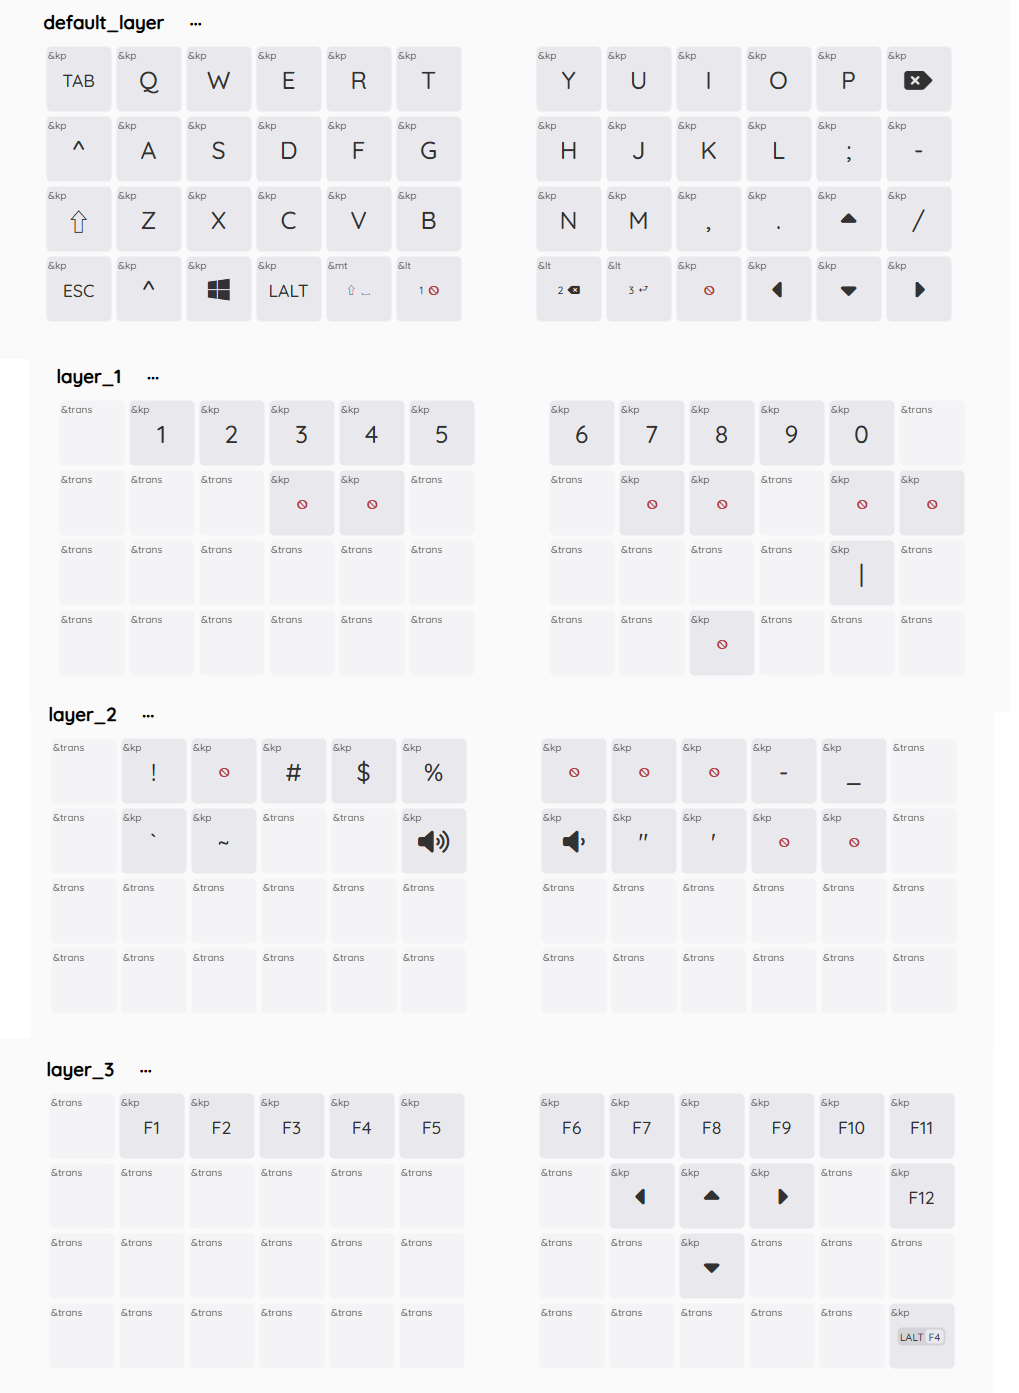 default_layer ...
&kp &kp &kp &kp &kp &kp &kp &kp &kp &kp &kp &kp
TAB Q W E R T Y U I O P
&kp &kp &kp &kp &kp &kp &kp &kp &kp &kp &kp &kp
^ A S D F G H J K L ; -
&kp &kp &kp &kp &kp &kp &kp &kp &kp &kp &kp &kp
⇧ Z X C V B N M , . /
&kp &kp &kp &kp &mt &lt &lt &lt &kp &kp &kp &kp
ESC ^ LALT ⇧ ⎵ 1 2 3 ↵
layer_1 ...
&trans &kp &kp &kp &kp &kp &kp &kp &kp &kp &kp &trans
1 2 3 4 5 6 7 8 9 0
&trans &trans &trans &kp &kp &trans &trans &kp &kp &trans &kp &kp
&trans &trans &trans &trans &trans &trans &trans &trans &trans &trans &kp &trans
|
&trans &trans &trans &trans &trans &trans &trans &trans &kp &trans &trans &trans
layer_2 ...
&trans &kp &kp &kp &kp &kp &kp &kp &kp &kp &kp &trans
! # $ % - _
&trans &kp &kp &trans &trans &kp &kp &kp &kp &kp &kp &trans
` ~ " '
&trans &trans &trans &trans &trans &trans &trans &trans &trans &trans &trans &trans
&trans &trans &trans &trans &trans &trans &trans &trans &trans &trans &trans &trans
layer_3 ...
&trans &kp &kp &kp &kp &kp &kp &kp &kp &kp &kp &kp
F1 F2 F3 F4 F5 F6 F7 F8 F9 F10 F11
&trans &trans &trans &trans &trans &trans &trans &kp &kp &kp &trans &kp
F12
&trans &trans &trans &trans &trans &trans &trans &trans &kp &trans &trans &trans
&trans &trans &trans &trans &trans &trans &trans &trans &trans &trans &trans &kp
LALT F4